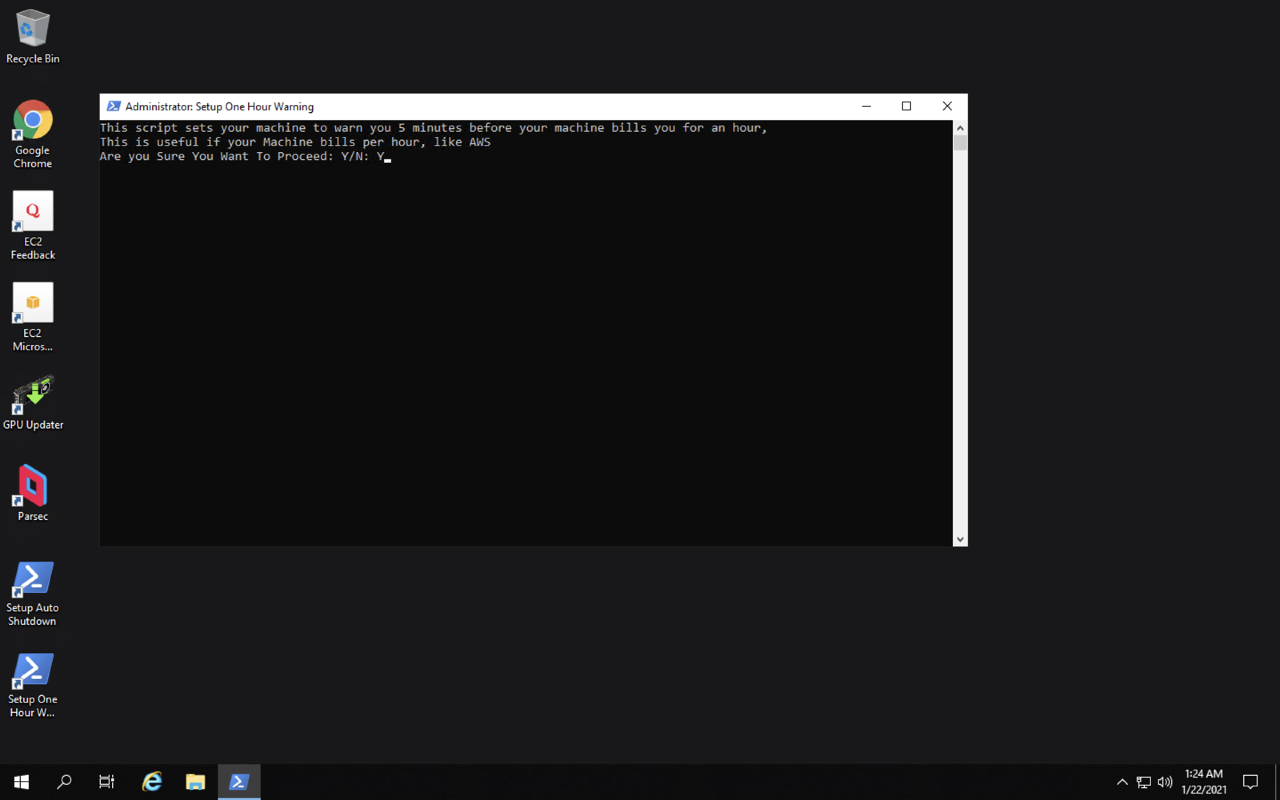 Recycle Bin
Google
Chrome
Q
EC2
Feedback
EC2
Micros...
GPU Updater
Parsec
Setup Auto
Shutdown
Setup One
Hour W...
Administrator: Setup One Hour Warning
This script sets your machine to warn you 5 minutes before your machine bills you for an hour,
This is useful if your Machine bills per hour, like AWS
Are you Sure You Want To Proceed: Y/N: Y
1:24 AM
1/22/2021